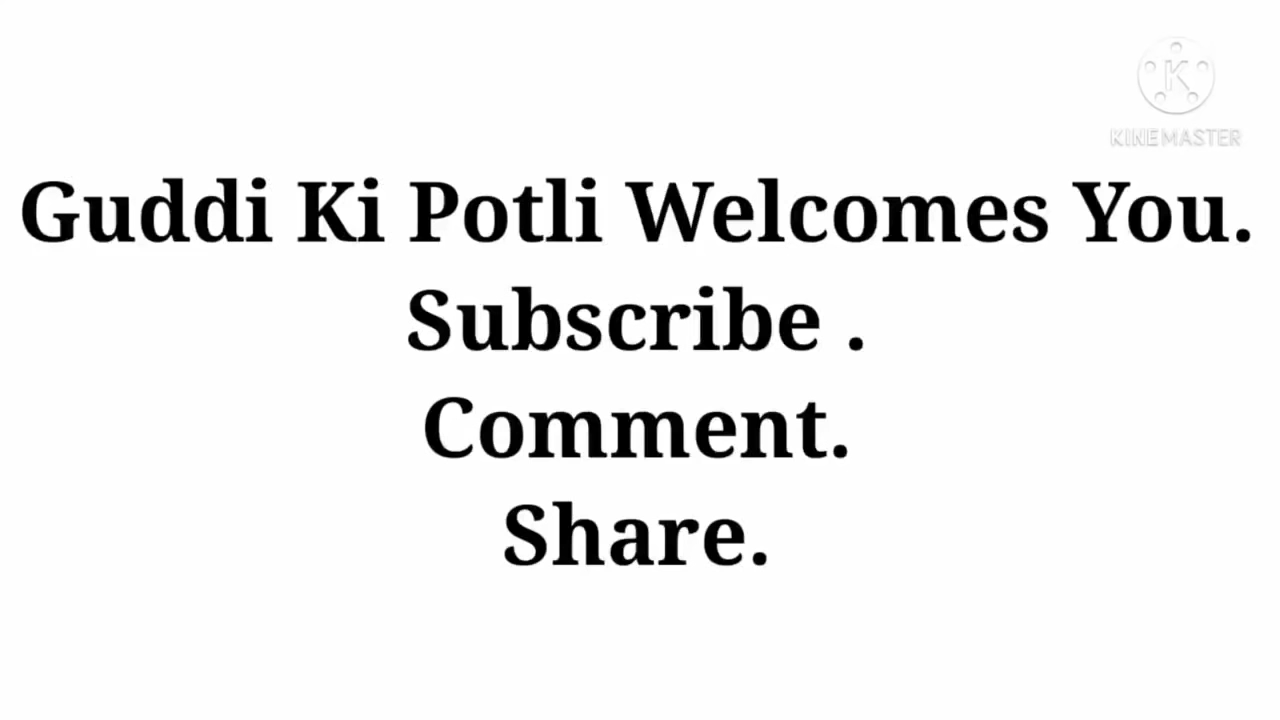 K
KINEMASTER
Guddi Ki Potli Welcomes You.
Subscribe .
Comment.
Share.